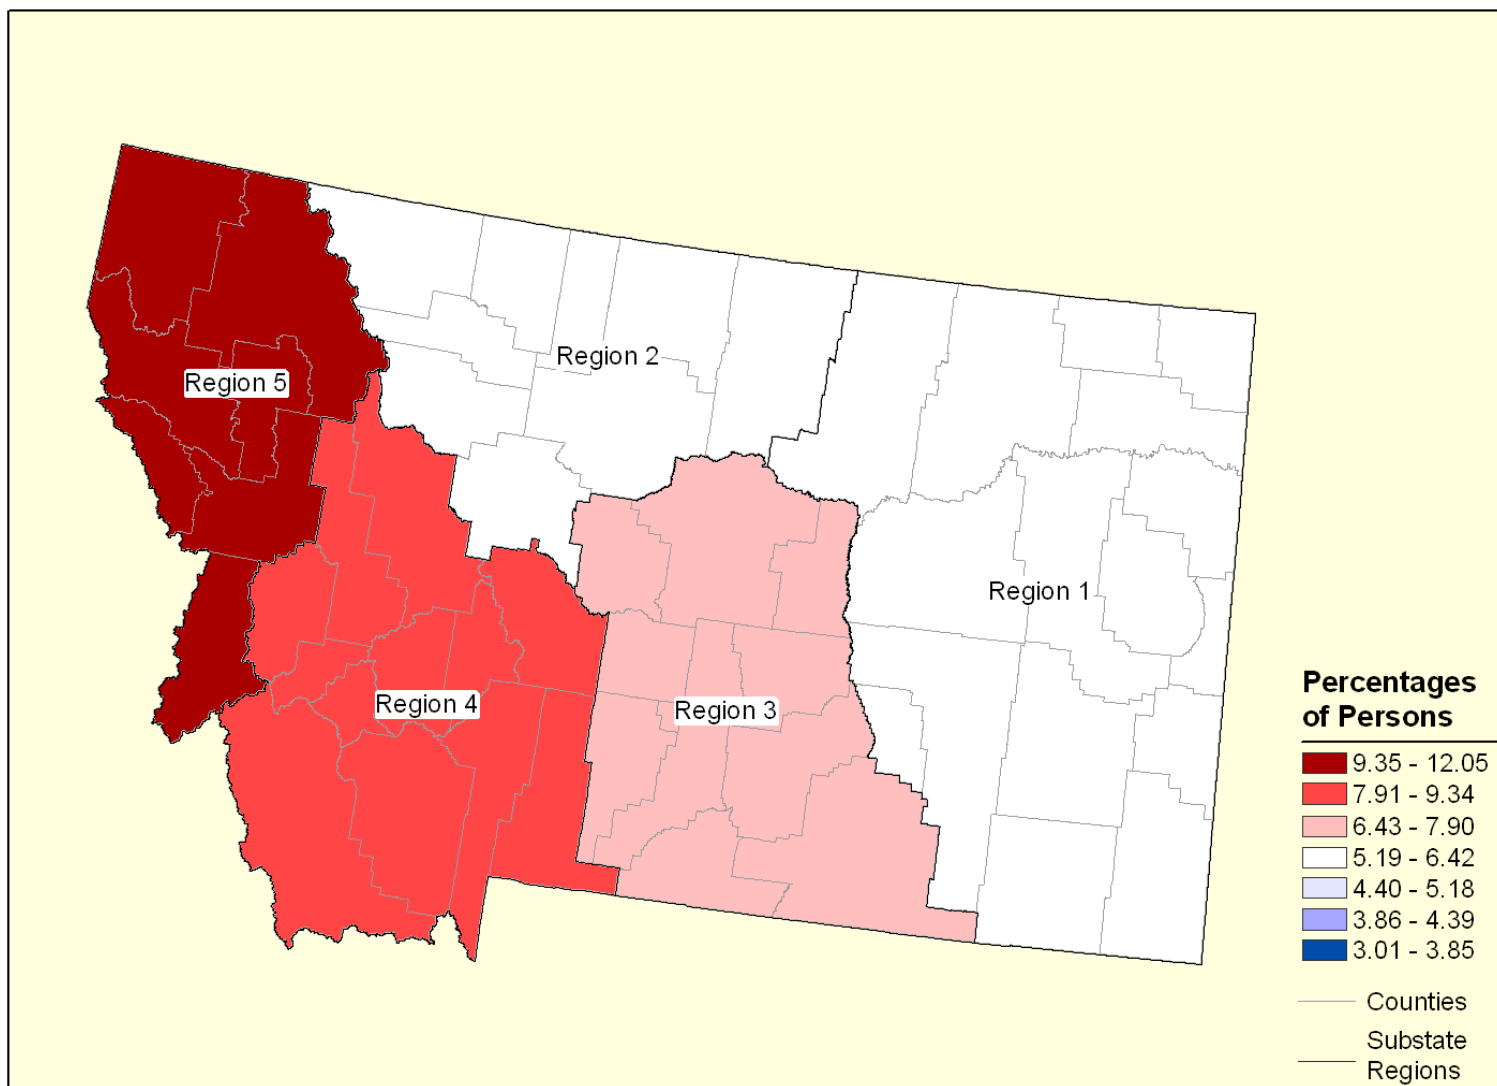 Region 2
Region 5
Region 1
Region 4
Region 3
Percentages
of Persons
9.35 - 12.05
7.91 - 9.34
6.43 - 7.90
5.19 - 6.42
4.40 - 5.18
3.86 - 4.39
3.01 - 3.85
Counties
Substate
Regions